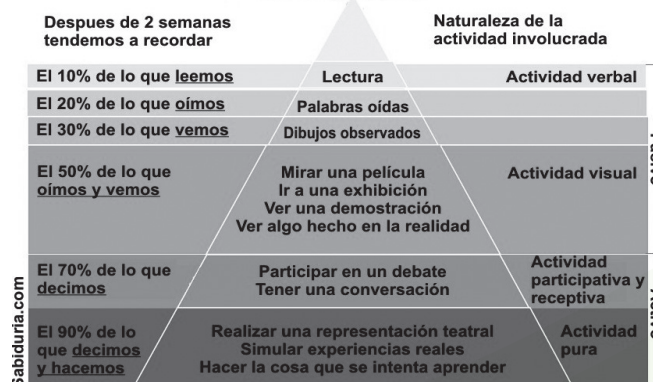 Despues de 2 semanas
tendemos a recordar
Naturaleza de la
actividad involucrada
El 10% de lo que leemos
Lectura
Actividad verbal
El 20% de lo que oímos
Palabras oídas
El 30% de lo que vemos
Dibujos observados
El 50% de lo que
oímos y vemos
Mirar una película
Ir a una exhibición
Ver una demostración
Ver algo hecho en la realidad
Actividad visual
El 70% de lo que
decimos
Participar en un debate
Tener una conversación
Actividad
participativa y
receptiva
El 90% de lo
que decimos
y hacemos
Realizar una representación teatral
Simular experiencias reales
Hacer la cosa que se intenta aprender
Actividad
pura
Sabiduria.com